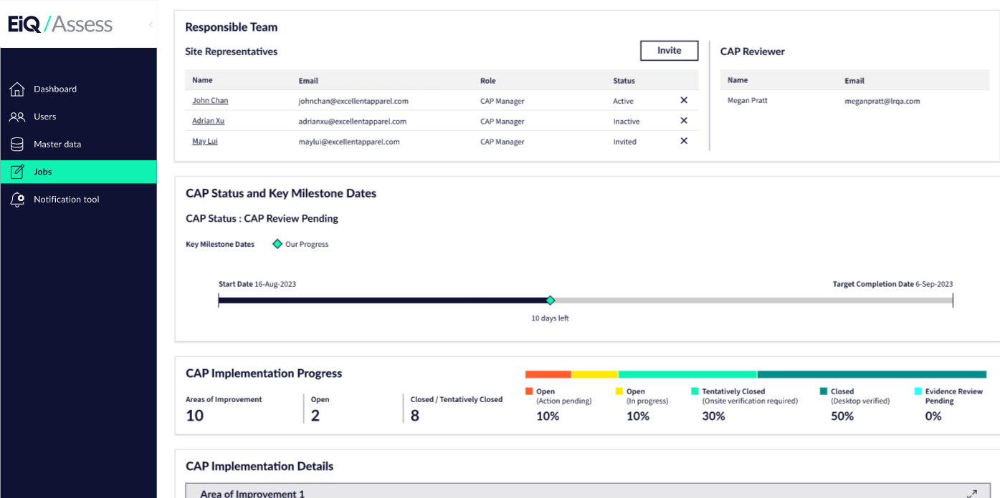 EiQ/Assess
Dashboard
Users
Master data
Jobs
Notification tool
Responsible Team
Site Representatives
Invite
Name Email Role Status
John Chan johnchan@excellentapparel.com CAP Manager Active
Adrian Xu adrianxu@excellentapparel.com CAP Manager Inactive
May Lui maylui@excellentapparel.com CAP Manager Invited
CAP Reviewer
Name Email
Megan Pratt meganpratt@lrqa.com
CAP Status and Key Milestone Dates
CAP Status : CAP Review Pending
Key Milestone Dates Our Progress
Start Date 16-Aug-2023 Target Completion Date 6-Sep-2023
10 days left
CAP Implementation Progress
Areas of Improvement
10
Open
2
Closed / Tentatively Closed
8
Open
(Action pending)
10%
Open
(In progress)
10%
Tentatively Closed
(Onsite verification required)
30%
Closed
(Desktop verified)
50%
Evidence Review
Pending
0%
CAP Implementation Details
Area of Improvement 1